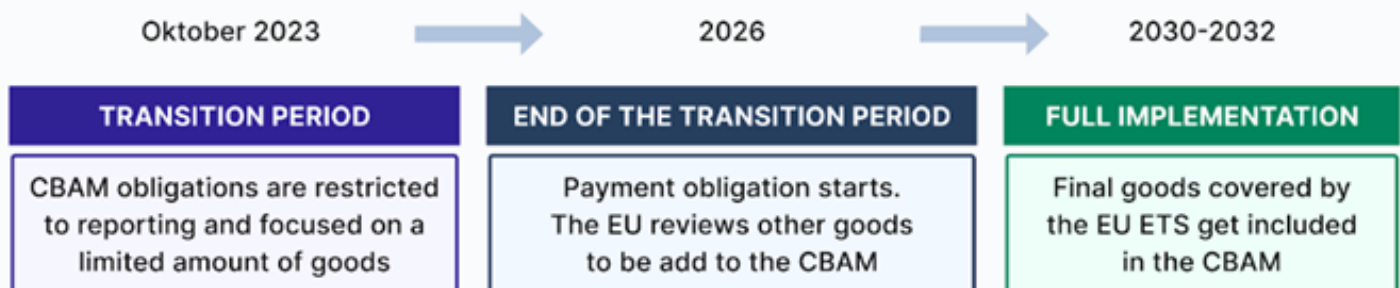 Oktober 2023
2026
2030-2032
TRANSITION PERIOD
END OF THE TRANSITION PERIOD
FULL IMPLEMENTATION
CBAM obligations are restricted
to reporting and focused on a
limited amount of goods
Payment obligation starts.
The EU reviews other goods
to be add to the CBAM
Final goods covered by
the EU ETS get included
in the CBAM